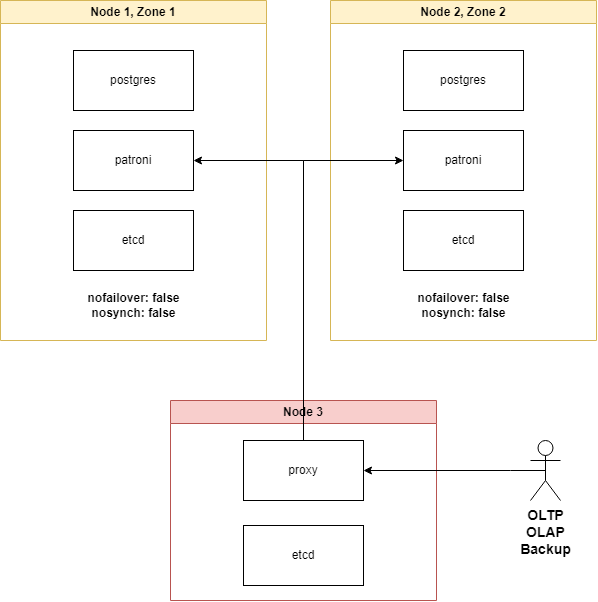 Node 1, Zone 1
postgres
patroni
etcd
nofailover: false
nosynch: false
Node 2, Zone 2
postgres
patroni
etcd
nofailover: false
nosynch: false
Node 3
proxy
etcd
OLTP
OLAP
Backup